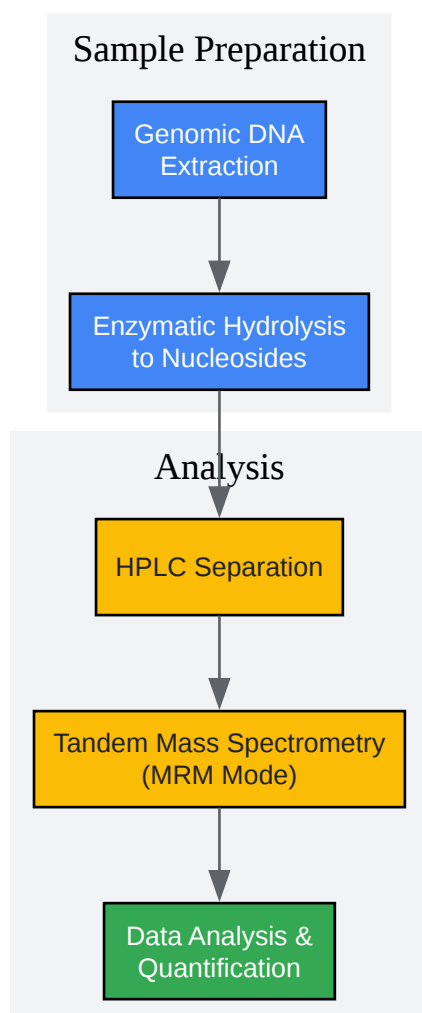 Sample Preparation
Genomic DNA
Extraction
Enzymatic Hydrolysis
to Nucleosides
Analysis
HPLC Separation
Tandem Mass Spectrometry
(MRM Mode)
Data Analysis &
Quantification